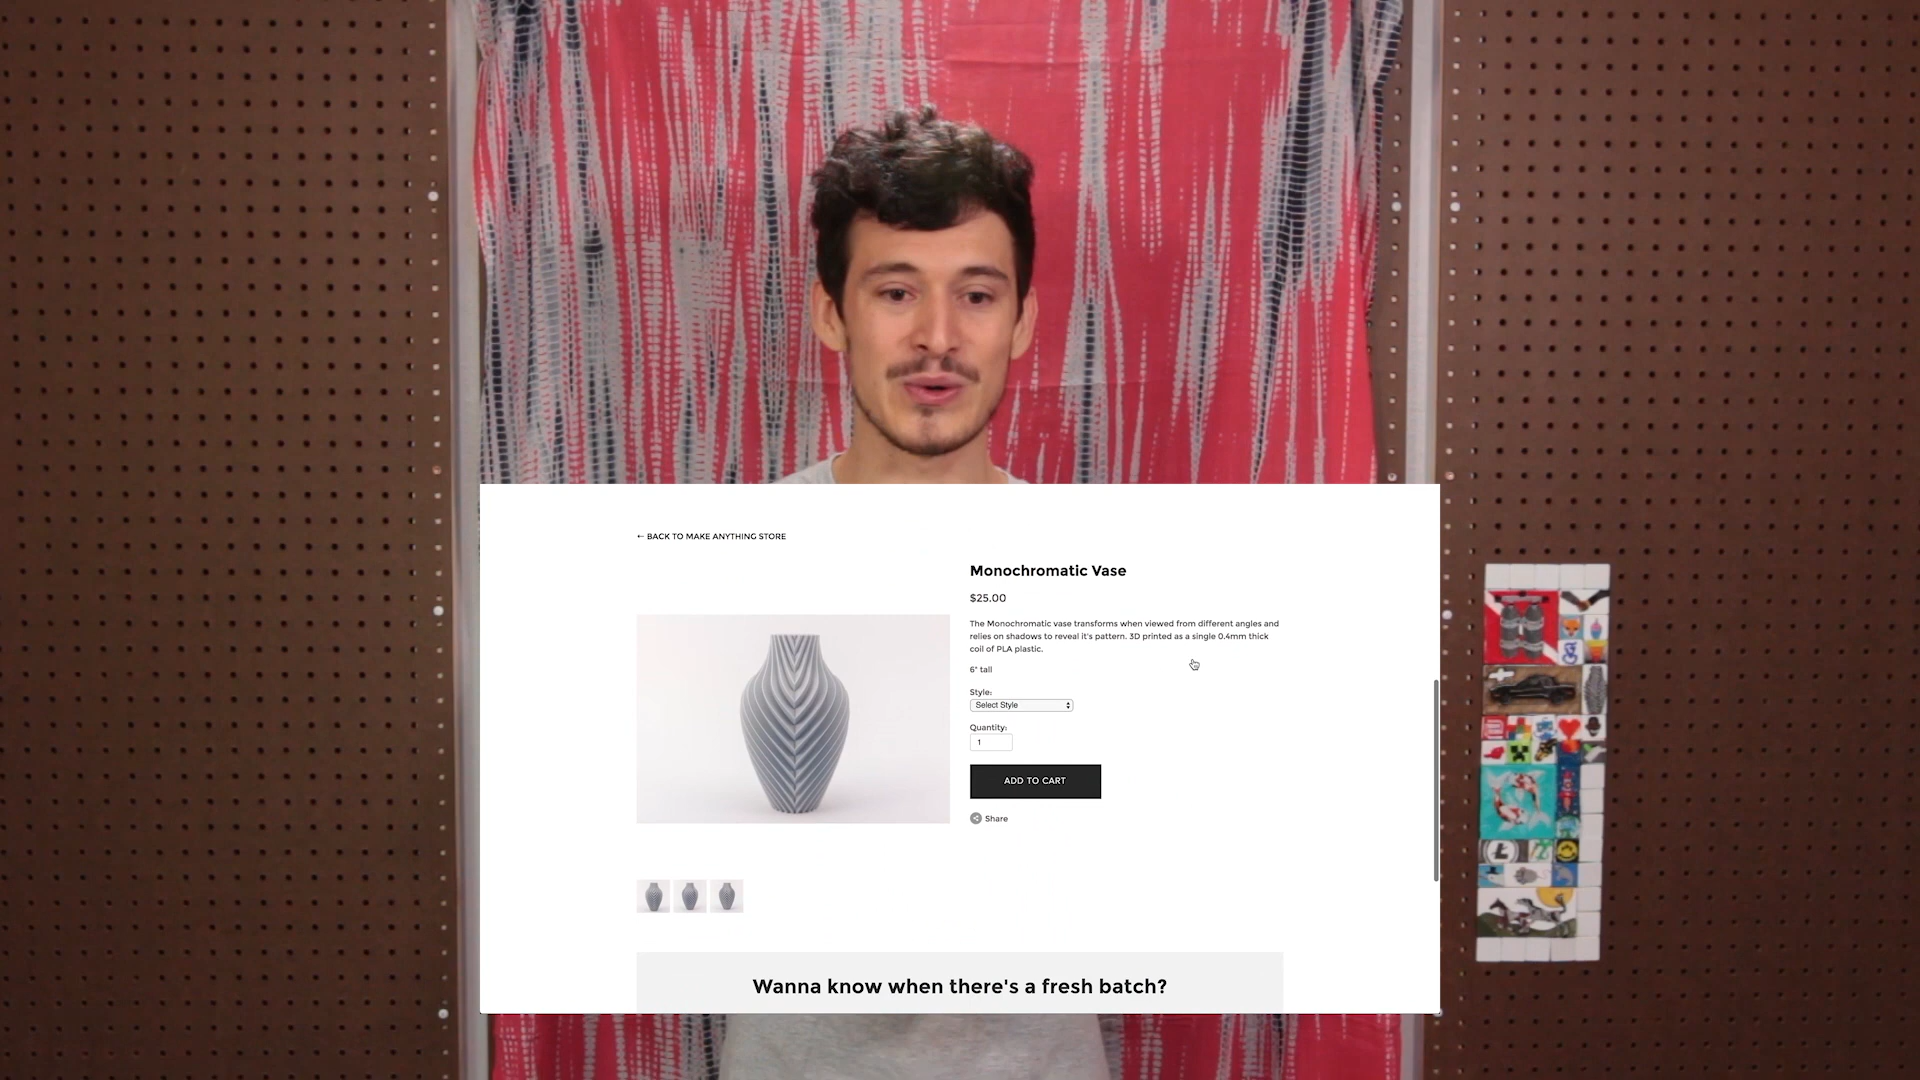 ← BACK TO MAKE ANYTHING STORE
Monochromatic Vase
$25.00
The Monochromatic vase transforms when viewed from different angles and
relies on shadows to reveal it's pattern. 3D printed as a single 0.4mm thick
coil of PLA plastic.
6" tall
Style:
Select Style
Quantity:
1
ADD TO CART
Share
Wanna know when there's a fresh batch?